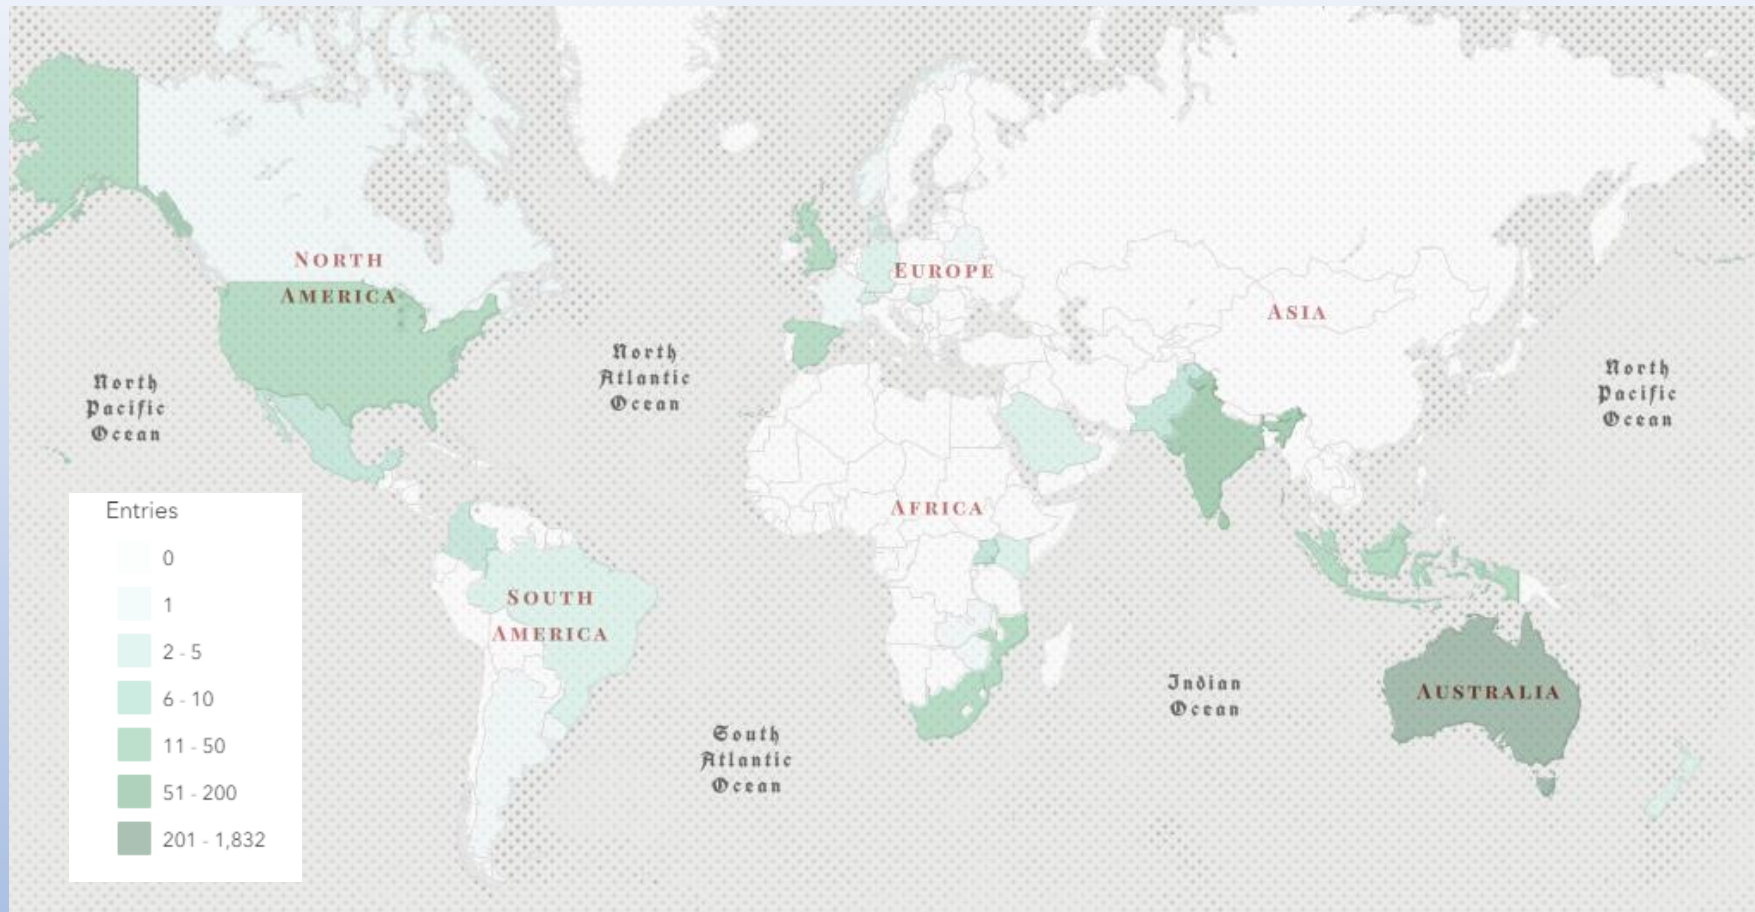 NORTH
AMERICA
EUROPE
ASIA
North
Atlantic
Ocean
North
Pacific
Ocean
North
Pacific
Ocean
AFRICA
Entries
0
1
2 - 5
6 - 10
11 - 50
51 - 200
201 - 1,832
SOUTH
AMERICA
Indian
Ocean
AUSTRALIA
South
Atlantic
Ocean